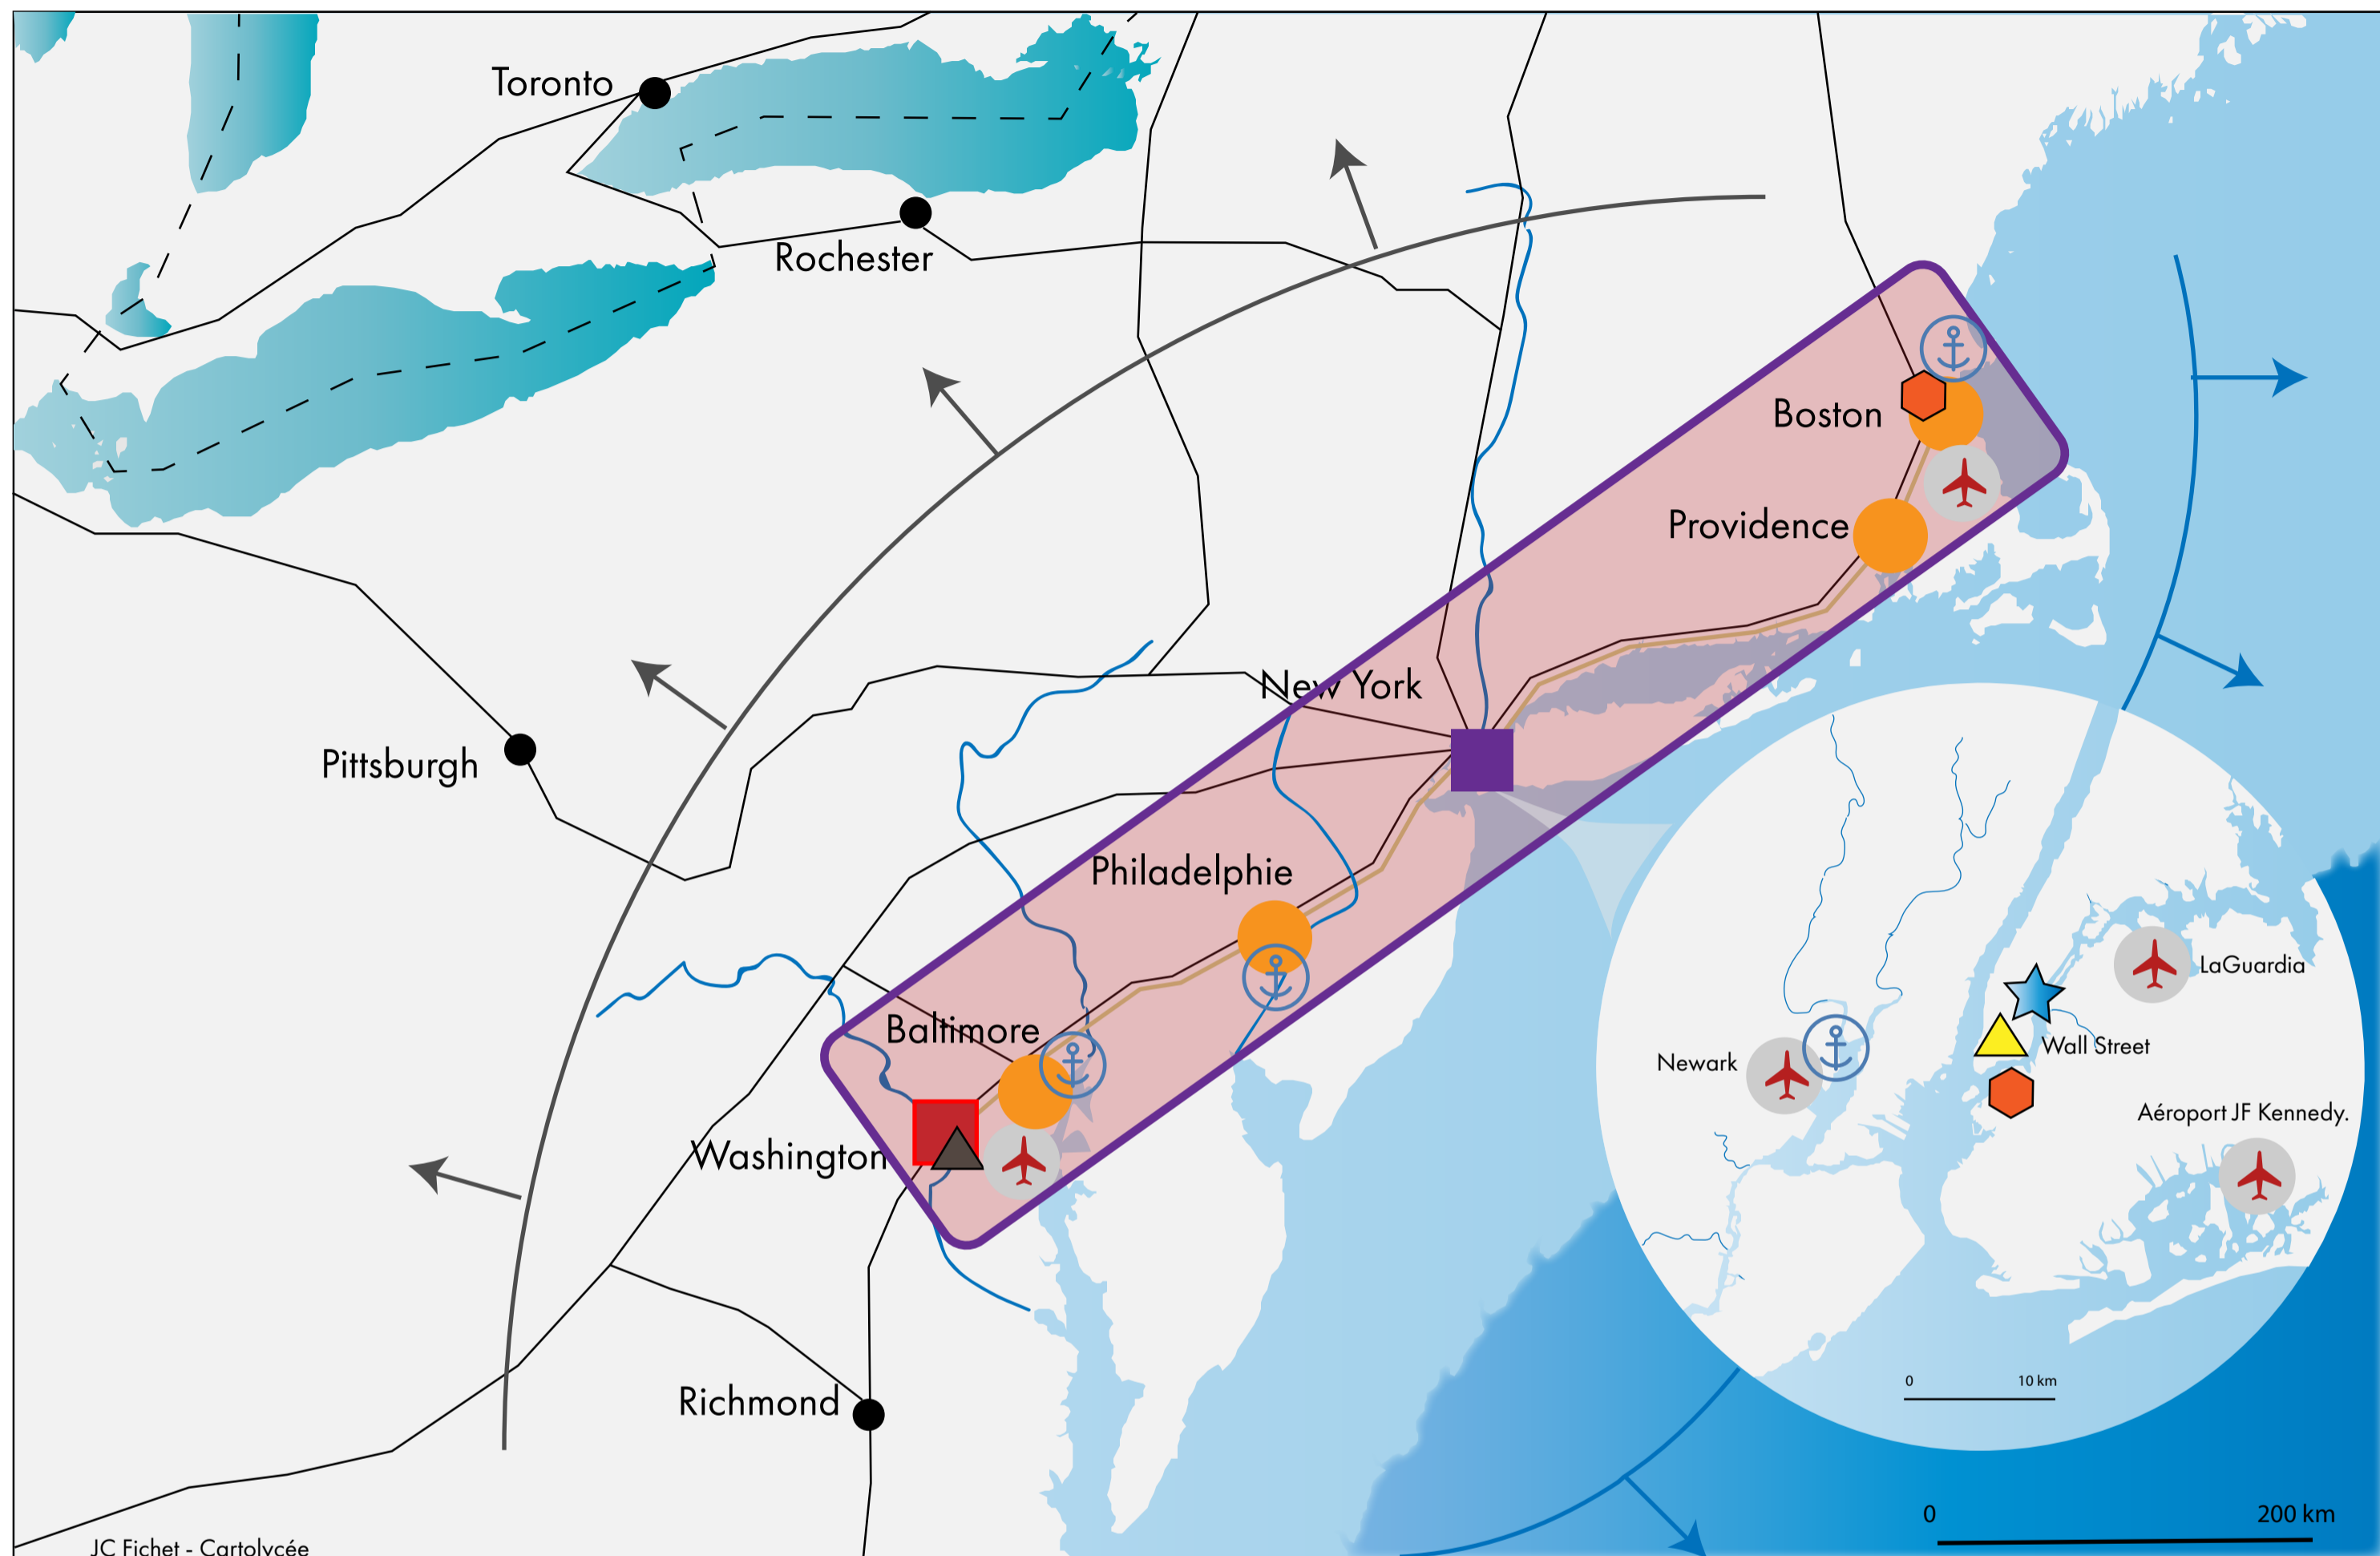 Toronto
Rochester
Boston
Providence
New York
Pittsburgh
Philadelphie
Baltimore
LaGuardia
Wall Street
Newark
Aéroport JF Kennedy.
Washington
0 10 km
Richmond
0 200 km
JC Fichet - Cartolycée